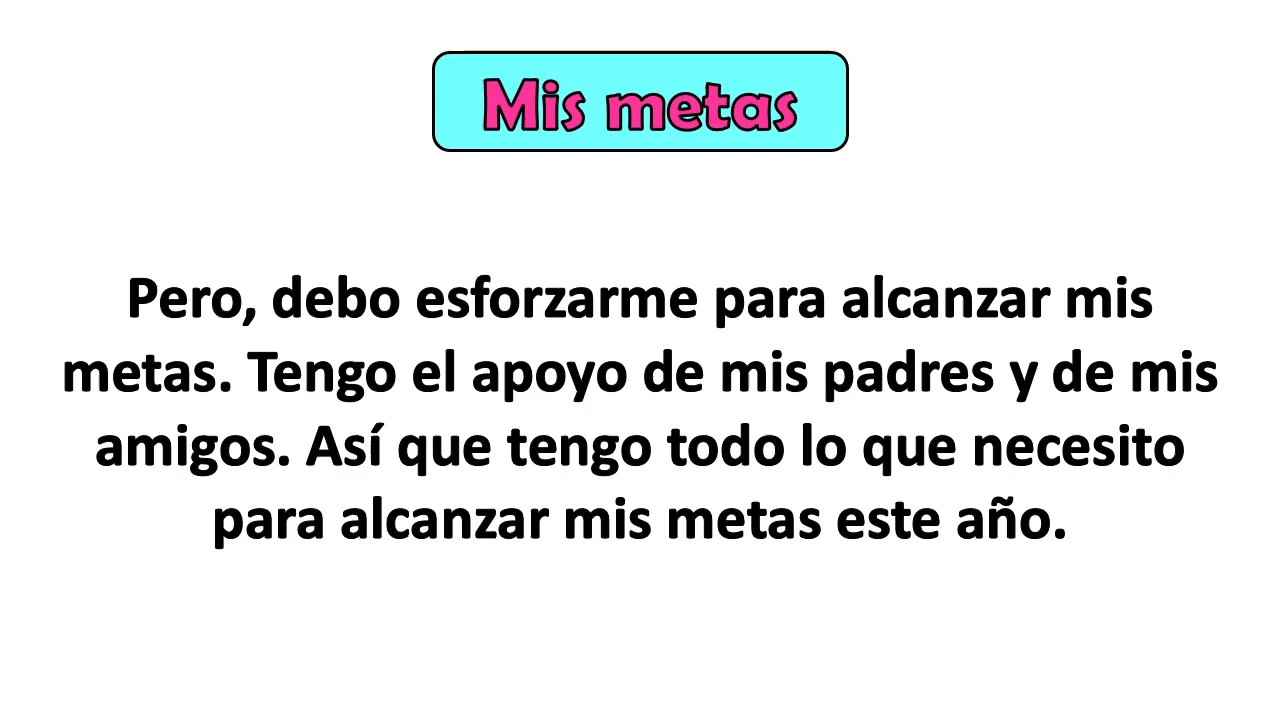 Mis metas
Pero, debo esforzarme para alcanzar mis
metas. Tengo el apoyo de mis padres y de mis
amigos. Así que tengo todo lo que necesito
para alcanzar mis metas este año.